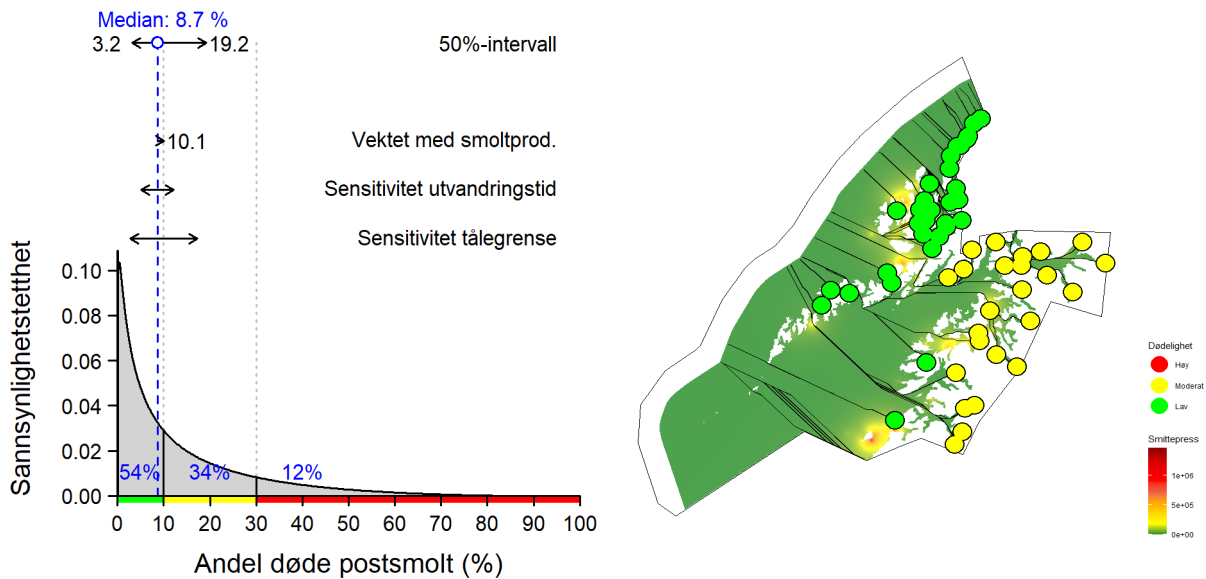 Median: 8.7 %
3.2 19.2 50%-intervall
10.1 Vektet med smoltprod.
Sensitivitet utvandringstid
Sensitivitet tålegrense
Sannsynlighetstetthet
0.10
0.08
0.06
0.04
0.02
0.00
54% 34% 12%
0 10 20 30 40 50 60 70 80 90 100
Andel døde postsmolt (%)
Dødelighet
Høy
Moderat
Lav
Smittepress
1e+06
5e+05
0e+00